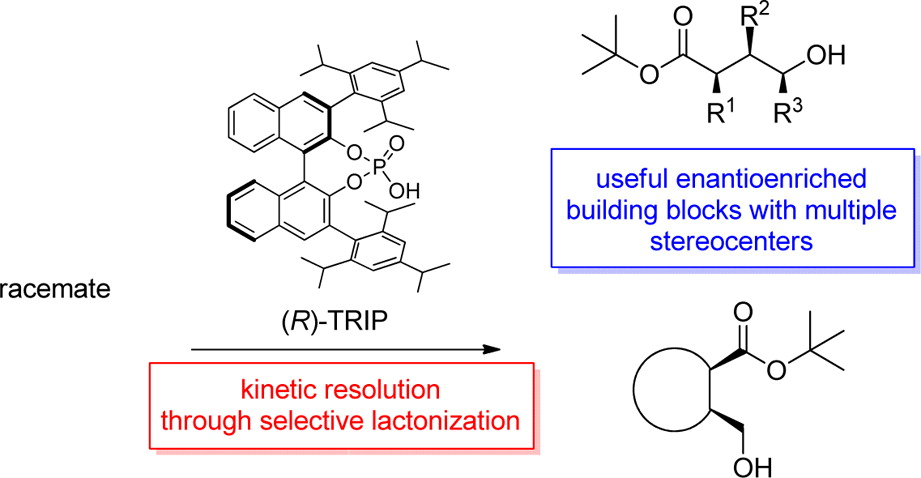 racemate
O
O
P
O
OH
(R)-TRIP
kinetic resolution
through selective lactonization
O
R²
OH
O
R¹
R³
useful enantioenriched
building blocks with multiple
stereocenters
O
O
OH